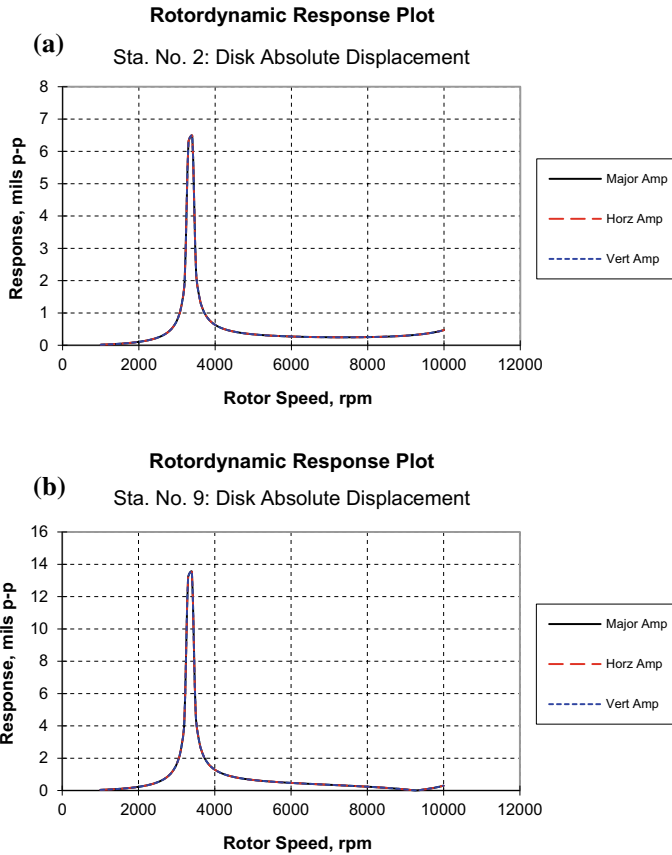 Rotordynamic Response Plot
(a)
Sta. No. 2: Disk Absolute Displacement
8
7
6
5
4
3
2
1
0
Response, mils p-p
0 2000 4000 6000 8000 10000 12000
Rotor Speed, rpm
Major Amp
Horz Amp
Vert Amp
Rotordynamic Response Plot
(b)
Sta. No. 9: Disk Absolute Displacement
16
14
12
10
8
6
4
2
0
Response, mils p-p
0 2000 4000 6000 8000 10000 12000
Rotor Speed, rpm
Major Amp
Horz Amp
Vert Amp